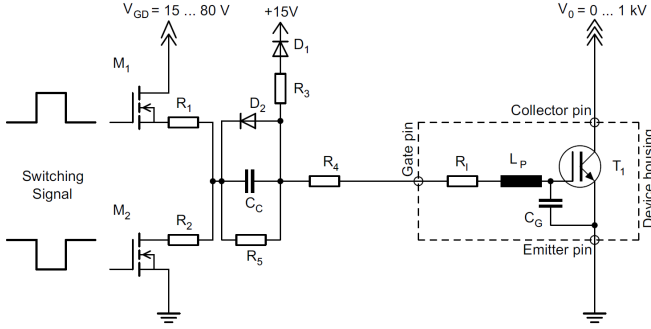 V_GD = 15 ... 80 V
+15V
V_0 = 0 ... 1 kV
M_1
D_1
R_3
R_1
D_2
Collector pin
Gate pin
Switching
Signal
C_C
R_4
R_I
L_P
T_1
Device housing
M_2
R_2
R_5
C_G
Emitter pin